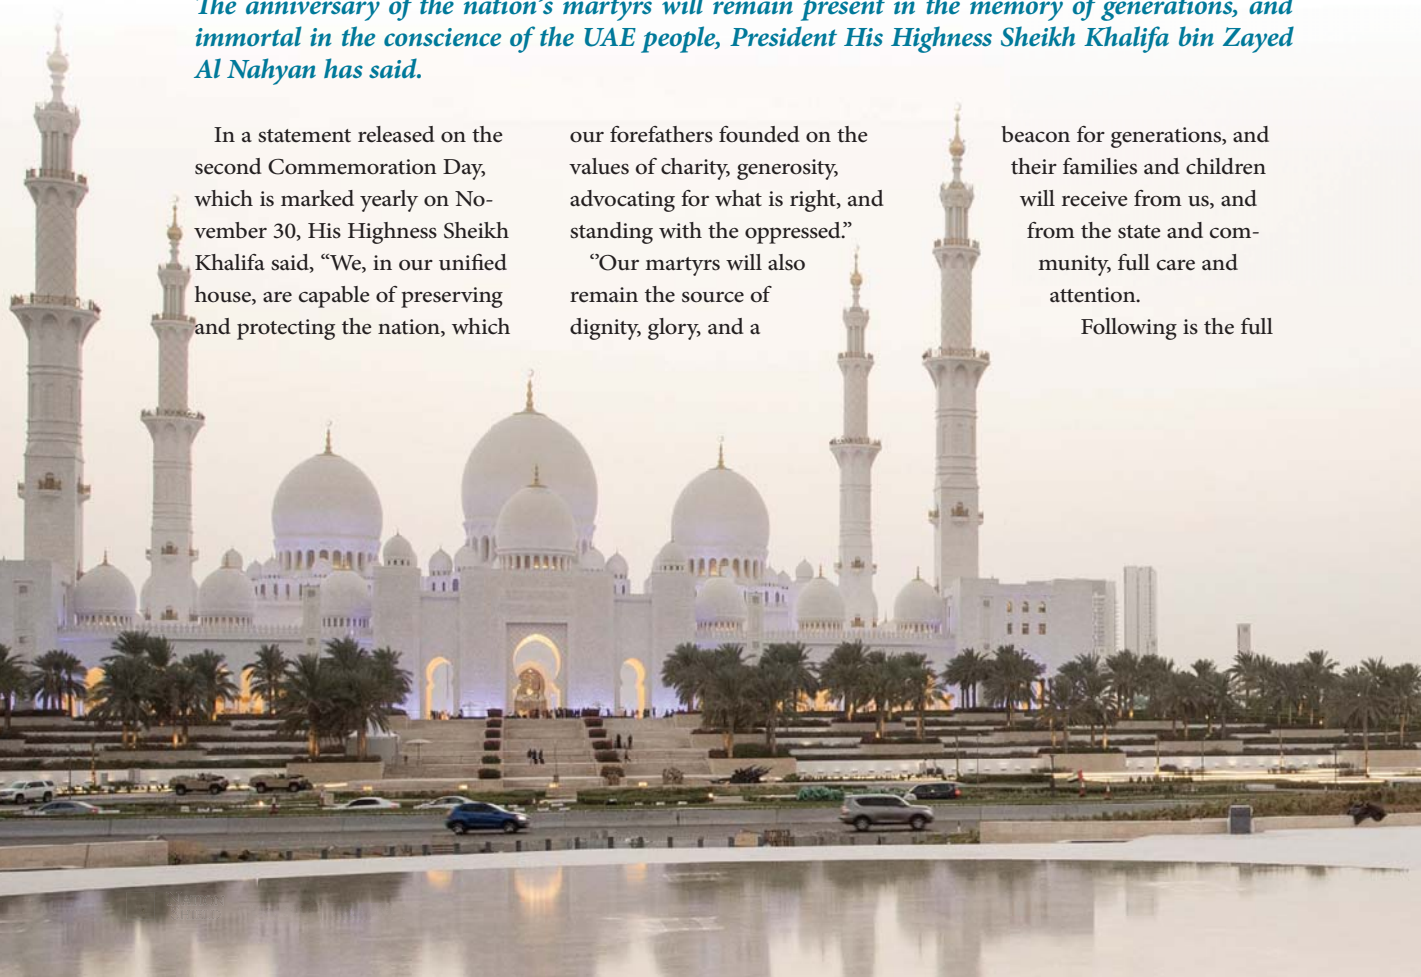 The anniversary of the nation's martyrs will remain present in the memory of generations, and
immortal in the conscience of the UAE people, President His Highness Sheikh Khalifa bin Zayed
Al Nahyan has said.
In a statement released on the
second Commemoration Day,
which is marked yearly on No-
vember 30, His Highness Sheikh
Khalifa said, “We, in our unified
house, are capable of preserving
and protecting the nation, which
our forefathers founded on the
values of charity, generosity,
advocating for what is right, and
standing with the oppressed.”
”Our martyrs will also
remain the source of
dignity, glory, and a
beacon for generations, and
their families and children
will receive from us, and
from the state and com-
munity, full care and
attention.
Following is the full